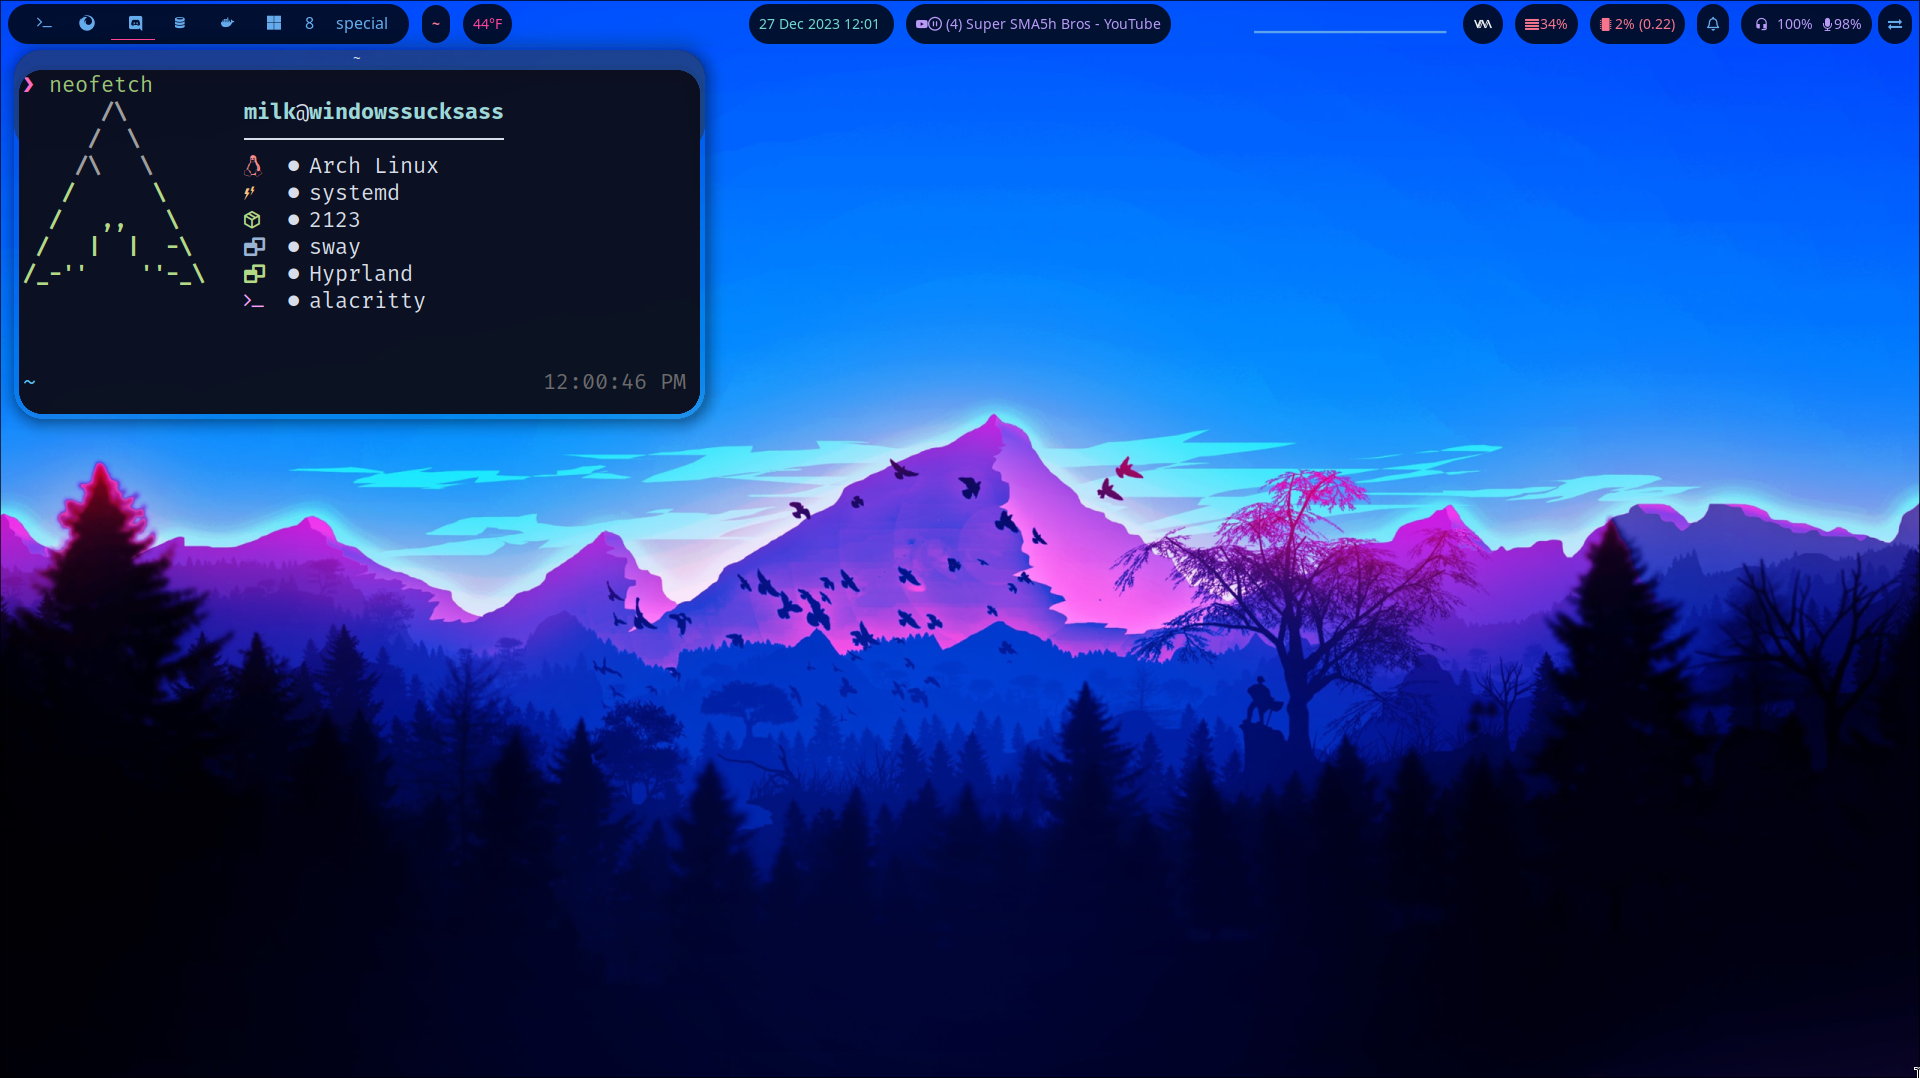 8 special ~ 44°F 27 Dec 2023 12:01 (4) Super SMA5h Bros - YouTube 34% 2% (0.22) 100% 98%
~
❯ neofetch
milk@windowssucksass
● Arch Linux
● systemd
● 2123
● sway
● Hyprland
● alacritty
~ 12:00:46 PM